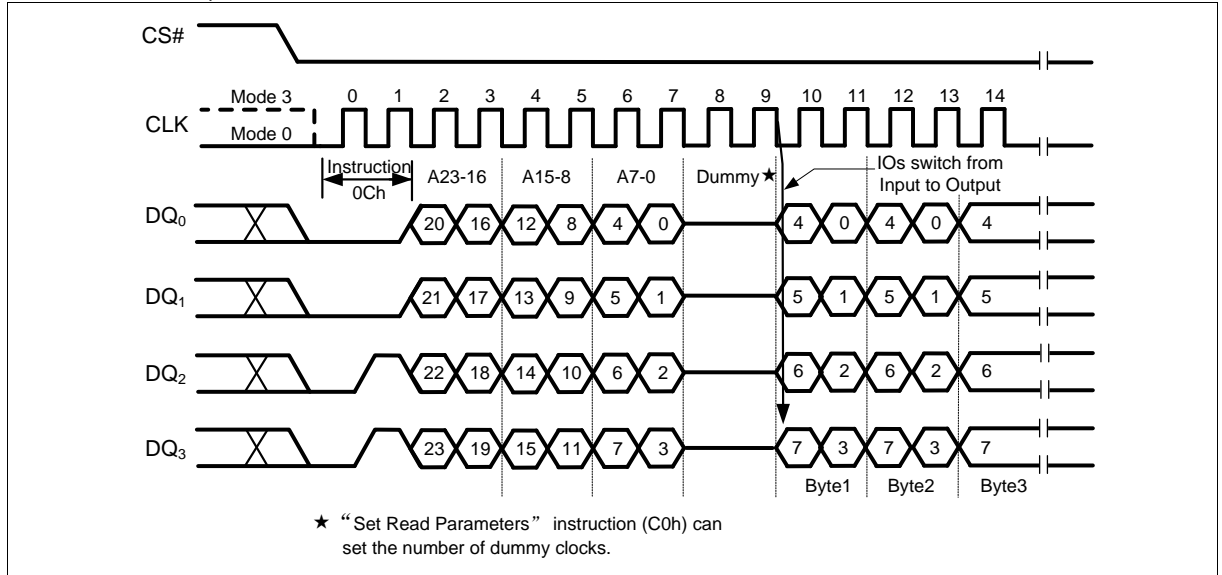 CS#
Mode 3
0 1 2 3 4 5 6 7 8 9 10 11 12 13 14
CLK
Mode 0
Instruction
0Ch
A23-16 A15-8 A7-0 Dummy★
IOs switch from
Input to Output
DQ0 20 16 12 8 4 0 4 0 4 0 4
DQ1 21 17 13 9 5 1 5 1 5 1 5
DQ2 22 18 14 10 6 2 6 2 6 2 6
DQ3 23 19 15 11 7 3 7 3 7 3 7
Byte1 Byte2 Byte3
★ “Set Read Parameters” instruction (C0h) can
set the number of dummy clocks.